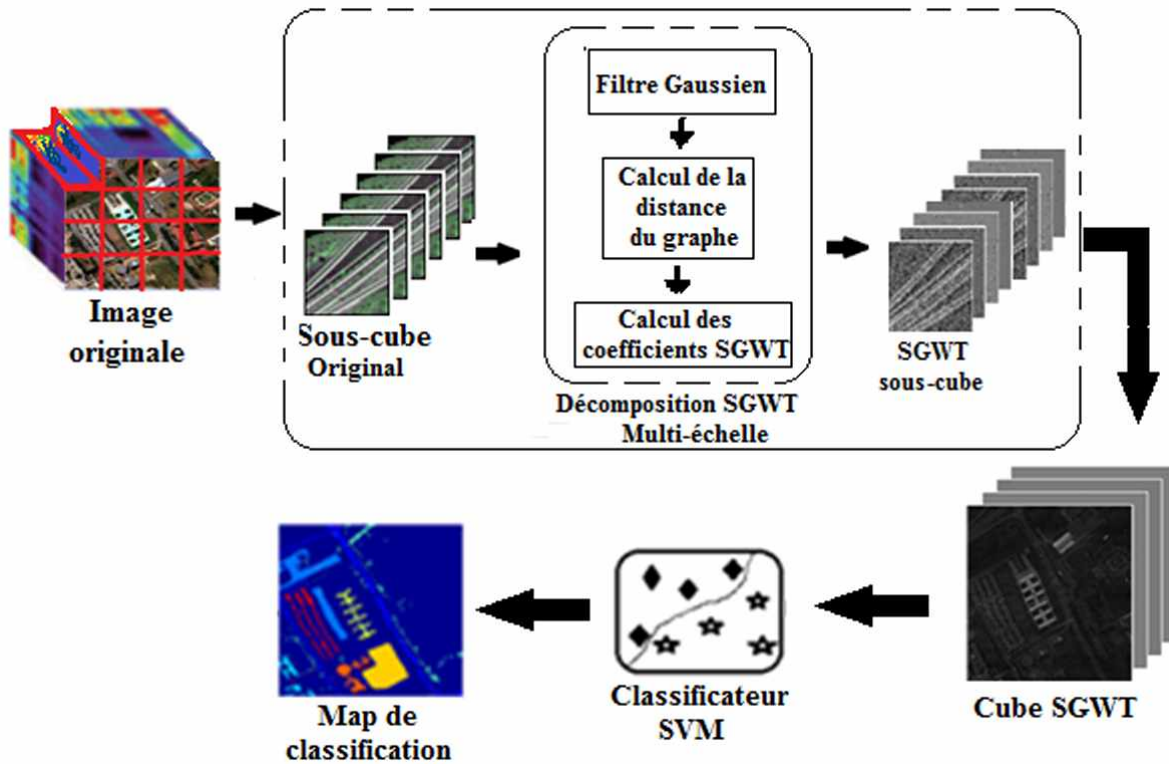 Filtre Gaussien
Calcul de la
distance
du graphe
Calcul des
coefficients SGWT
Décomposition SGWT
Multi-échelle
Image
originale
Sous-cube
Original
SGWT
sous-cube
Cube SGWT
Classificateur
SVM
Map de
classification